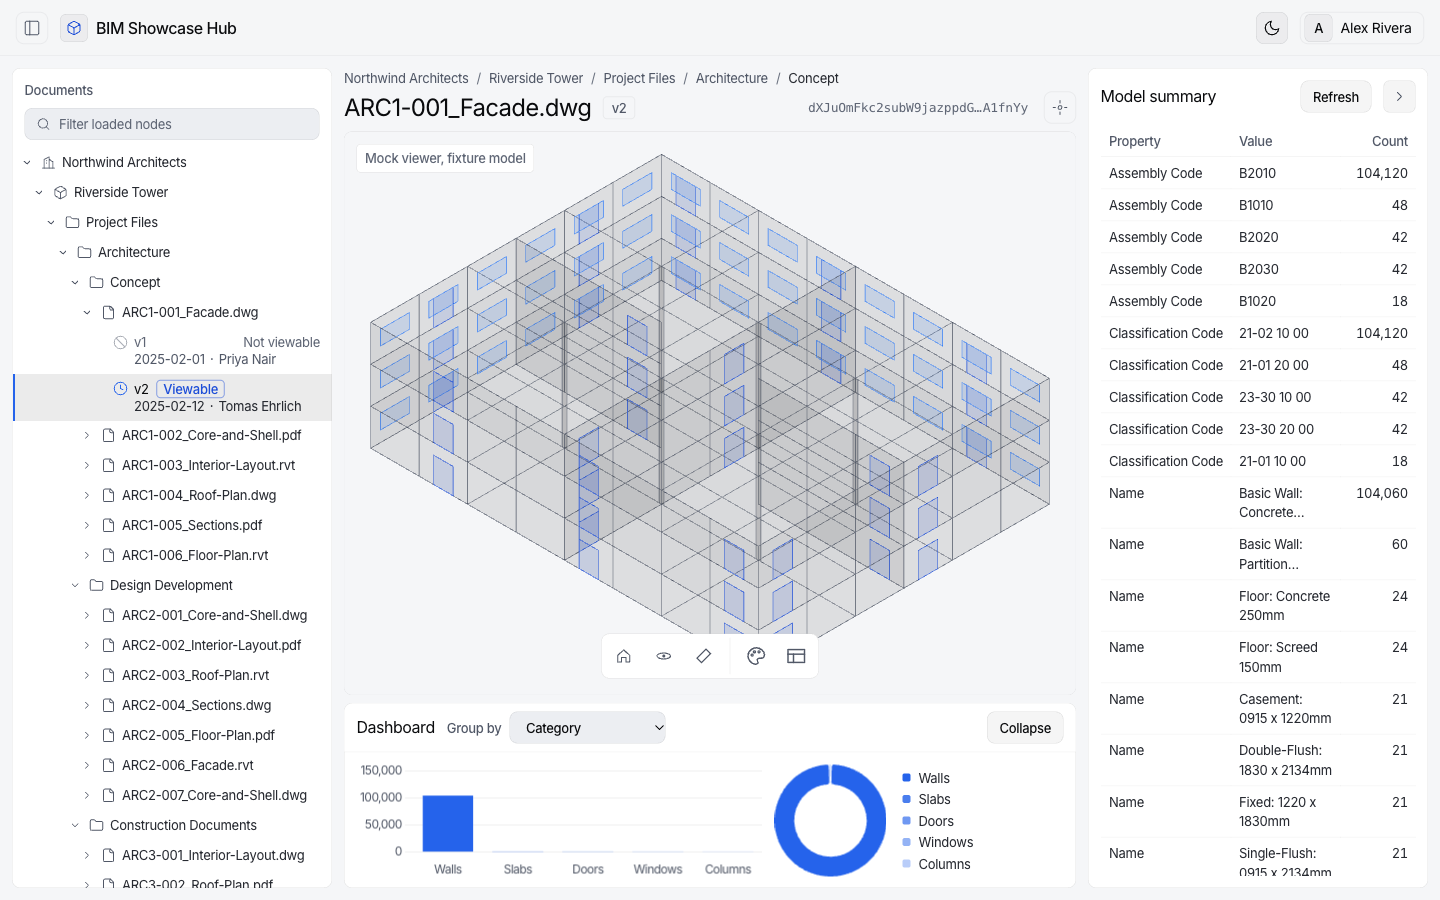 BIM Showcase Hub
A
Alex Rivera
Documents
Filter loaded nodes
Northwind Architects
Riverside Tower
Project Files
Architecture
Concept
ARC1-001_Facade.dwg
v1 Not viewable
2025-02-01 · Priya Nair
v2 Viewable
2025-02-12 · Tomas Ehrlich
ARC1-002_Core-and-Shell.pdf
ARC1-003_Interior-Layout.rvt
ARC1-004_Roof-Plan.dwg
ARC1-005_Sections.pdf
ARC1-006_Floor-Plan.rvt
Design Development
ARC2-001_Core-and-Shell.dwg
ARC2-002_Interior-Layout.pdf
ARC2-003_Roof-Plan.rvt
ARC2-004_Sections.dwg
ARC2-005_Floor-Plan.pdf
ARC2-006_Facade.rvt
ARC2-007_Core-and-Shell.dwg
Construction Documents
ARC3-001_Interior-Layout.dwg
ARC3-002_Roof-Plan.pdf
Northwind Architects / Riverside Tower / Project Files / Architecture / Concept
ARC1-001_Facade.dwg v2
dXJuOmFkc2subW9jazppdG…A1fnYy
Mock viewer, fixture model
Dashboard Group by Category Collapse
150,000
100,000
50,000
0
Walls Slabs Doors Windows Columns
Walls
Slabs
Doors
Windows
Columns
Model summary Refresh
Property Value Count
Assembly Code B2010 104,120
Assembly Code B1010 48
Assembly Code B2020 42
Assembly Code B2030 42
Assembly Code B1020 18
Classification Code 21-02 10 00 104,120
Classification Code 21-01 20 00 48
Classification Code 23-30 10 00 42
Classification Code 23-30 20 00 42
Classification Code 21-01 10 00 18
Name Basic Wall: 104,060
Concrete...
Name Basic Wall: 60
Partition...
Name Floor: Concrete 24
250mm
Name Floor: Screed 24
150mm
Name Casement: 21
0915 x 1220mm
Name Double-Flush: 21
1830 x 2134mm
Name Fixed: 1220 x 21
1830mm
Name Single-Flush: 21
0915 x 2134mm